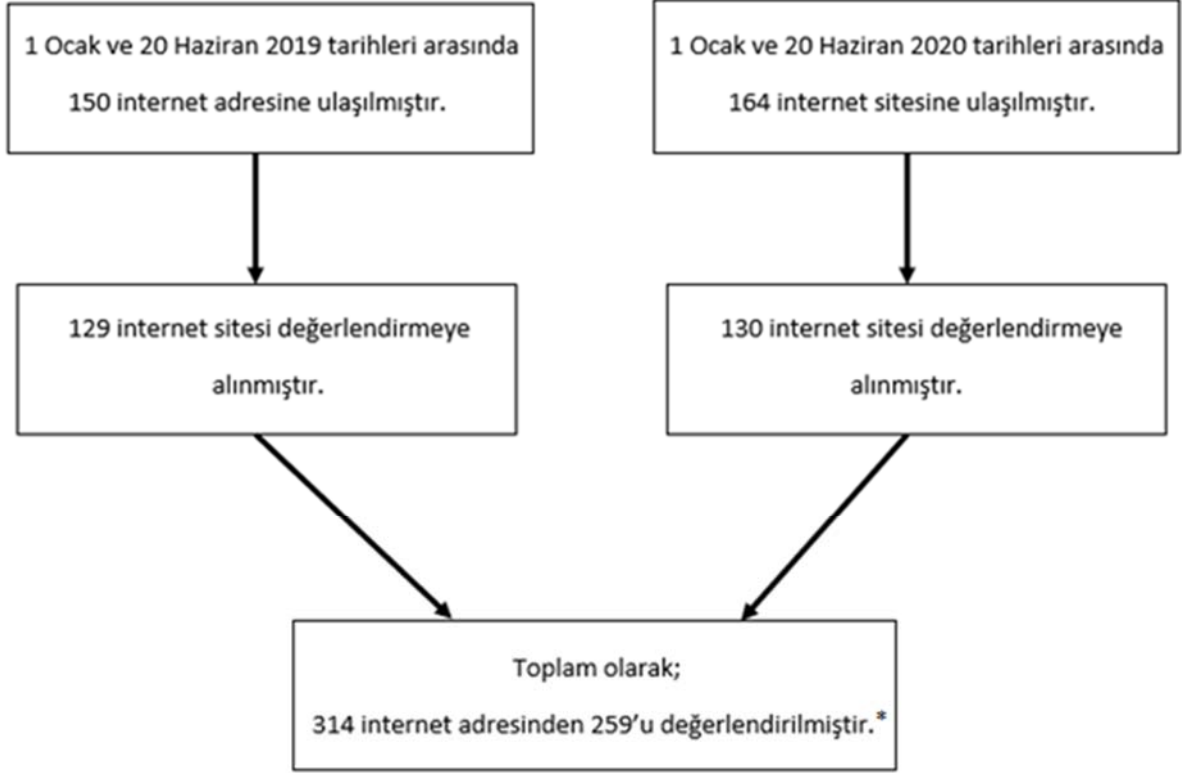 1 Ocak ve 20 Haziran 2019 tarihleri arasında
150 internet adresine ulaşılmıştır.
1 Ocak ve 20 Haziran 2020 tarihleri arasında
164 internet sitesine ulaşılmıştır.
129 internet sitesi değerlendirmeye
alınmıştır.
130 internet sitesi değerlendirmeye
alınmıştır.
Toplam olarak;
314 internet adresinden 259’u değerlendirilmiştir.*